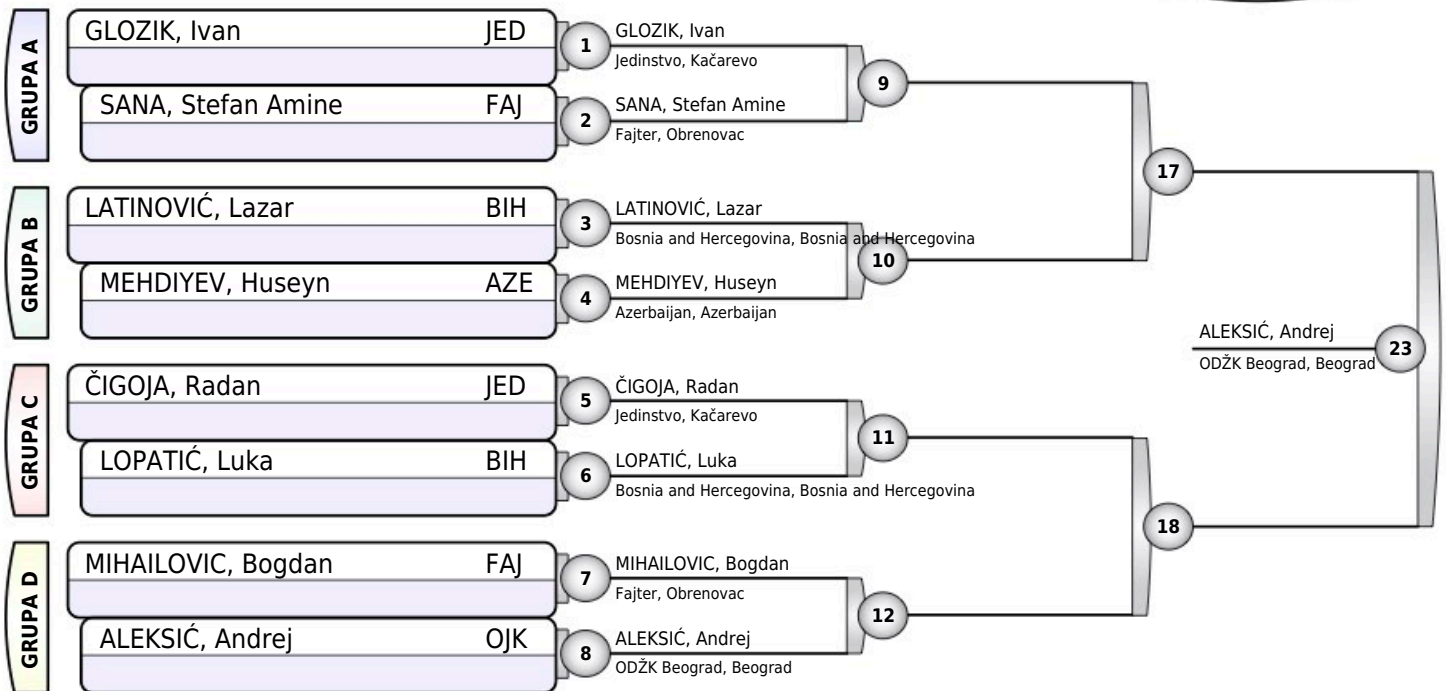 GRUPA A
GLOZIK, Ivan JED
1
GLOZIK, Ivan
Jedinstvo, Kačarevo
SANA, Stefan Amine FAJ
2
SANA, Stefan Amine
Fajter, Obrenovac
9
GRUPA B
LATINOVIĆ, Lazar BIH
3
LATINOVIĆ, Lazar
Bosnia and Hercegovina, Bosnia and Hercegovina
MEHDIYEV, Huseyn AZE
4
MEHDIYEV, Huseyn
Azerbaijan, Azerbaijan
10
17
GRUPA C
ČIGOJA, Radan JED
5
ČIGOJA, Radan
Jedinstvo, Kačarevo
LOPATIĆ, Luka BIH
6
LOPATIĆ, Luka
Bosnia and Hercegovina, Bosnia and Hercegovina
11
GRUPA D
MIHAILOVIC, Bogdan FAJ
7
MIHAILOVIC, Bogdan
Fajter, Obrenovac
ALEKSIĆ, Andrej OJK
8
ALEKSIĆ, Andrej
ODŽK Beograd, Beograd
12
18
ALEKSIĆ, Andrej
ODŽK Beograd, Beograd
23